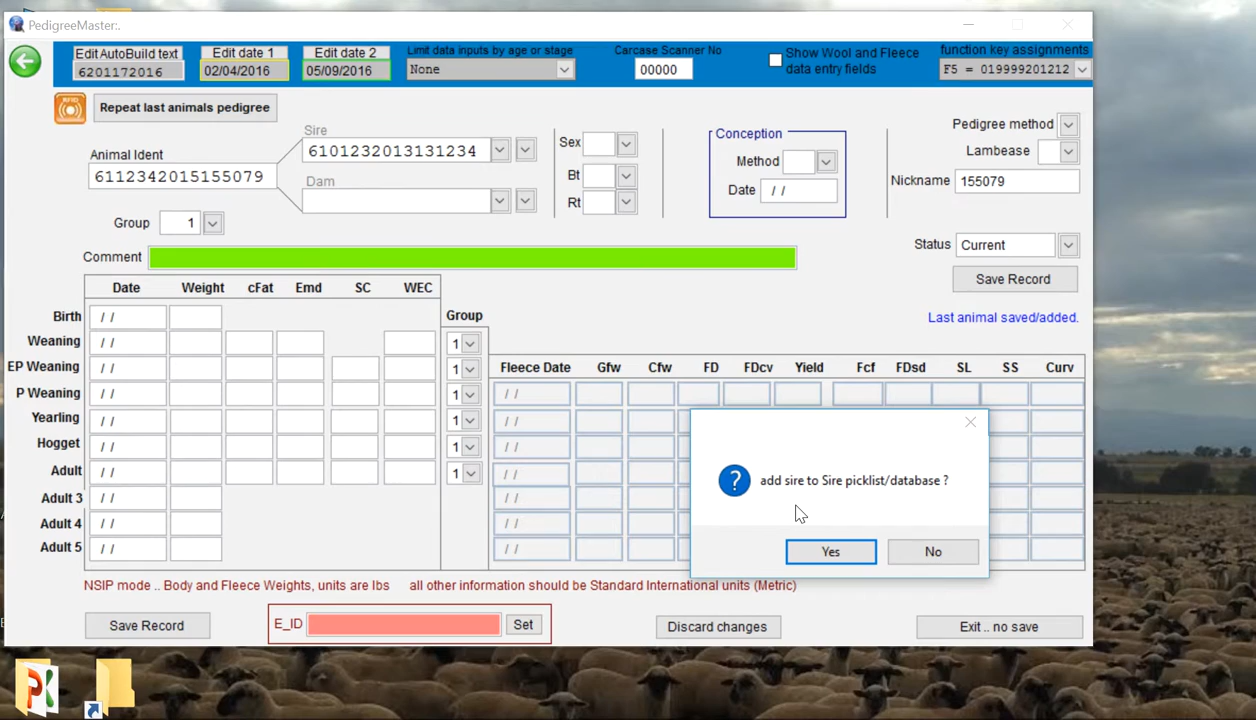 PedigreeMaster:.
Edit AutoBuild text
6201172016
Edit date 1
02/04/2016
Edit date 2
05/09/2016
Limit data inputs by age or stage
None
Carcase Scanner No
00000
Show Wool and Fleece
data entry fields
function key assignments
F5 = 019999201212
RFID
Repeat last animals pedigree
Animal Ident
6112342015155079
Sire
6101232013131234
Dam
Group 1
Sex
Bt
Rt
Conception
Method
Date / /
Pedigree method
Lambease
Nickname 155079
Comment
Status Current
Save Record
Last animal saved/added.
Date Weight cFat Emd SC WEC
Group
Birth / /
Weaning / / 1
EP Weaning / / 1
P Weaning / / 1
Yearling / / 1
Hogget / / 1
Adult / / 1
Adult 3 / /
Adult 4 / /
Adult 5 / /
Fleece Date Gfw Cfw FD FDcv Yield Fcf FDsd SL SS Curv
/ /
/ /
/ /
/ /
/ /
/ /
/ /
add sire to Sire picklist/database ?
Yes No
NSIP mode .. Body and Fleece Weights, units are lbs all other information should be Standard International units (Metric)
Save Record
E_ID
Set
Discard changes
Exit .. no save